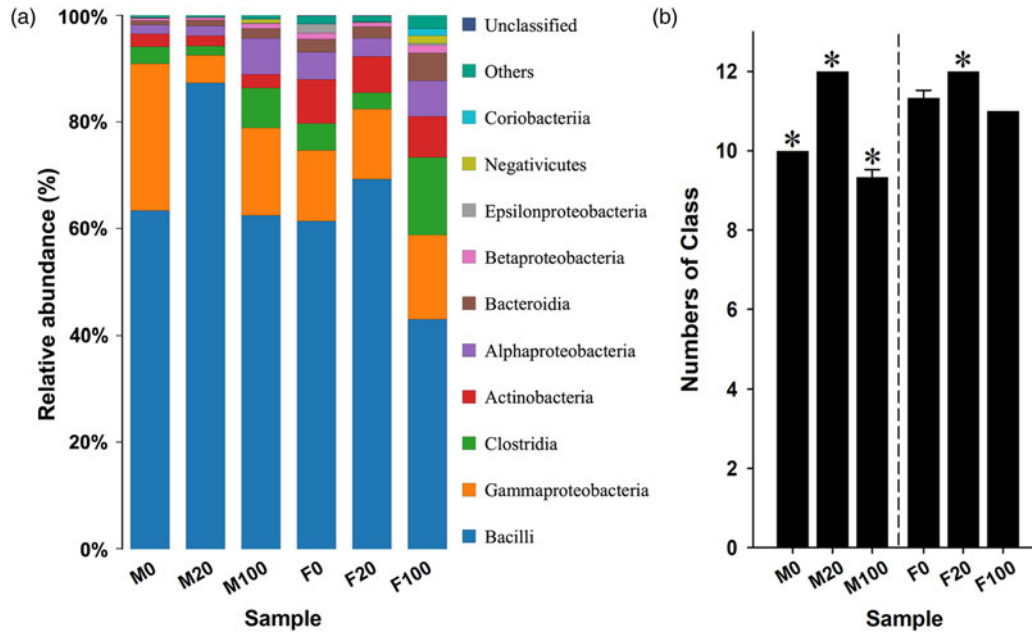 (a)
100%
80%
60%
40%
20%
0%
Relative abundance (%)
M0
M20
M100
F0
F20
F100
Sample
Unclassified
Others
Coriobacteriia
Negativicutes
Epsilonproteobacteria
Betaproteobacteria
Bacteroidia
Alphaproteobacteria
Actinobacteria
Clostridia
Gammaproteobacteria
Bacilli
(b)
12
10
8
6
4
2
0
Numbers of Class
*
*
*
*
M0
M20
M100
F0
F20
F100
Sample